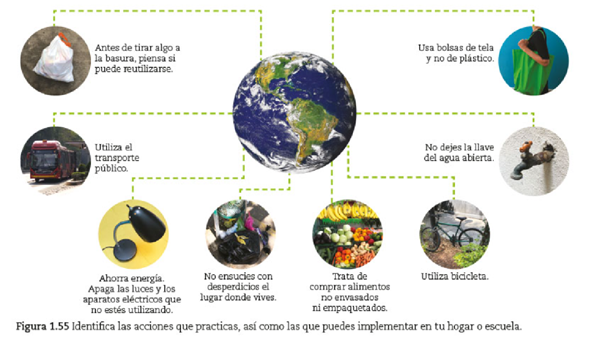 Antes de tirar algo a
la basura, piensa si
puede reutilizarse.
Usa bolsas de tela
y no de plástico.
Utiliza el
transporte
público.
No dejes la llave
del agua abierta.
Ahorra energía.
Apaga las luces y los
aparatos eléctricos que
no estés utilizando.
No ensucies con
desperdicios el
lugar donde vives.
Trata de
comprar alimentos
no envasados
ni empaquetados.
Utiliza bicicleta.
Figura 1.55 Identifica las acciones que practicas, así como las que puedes implementar en tu hogar o escuela.